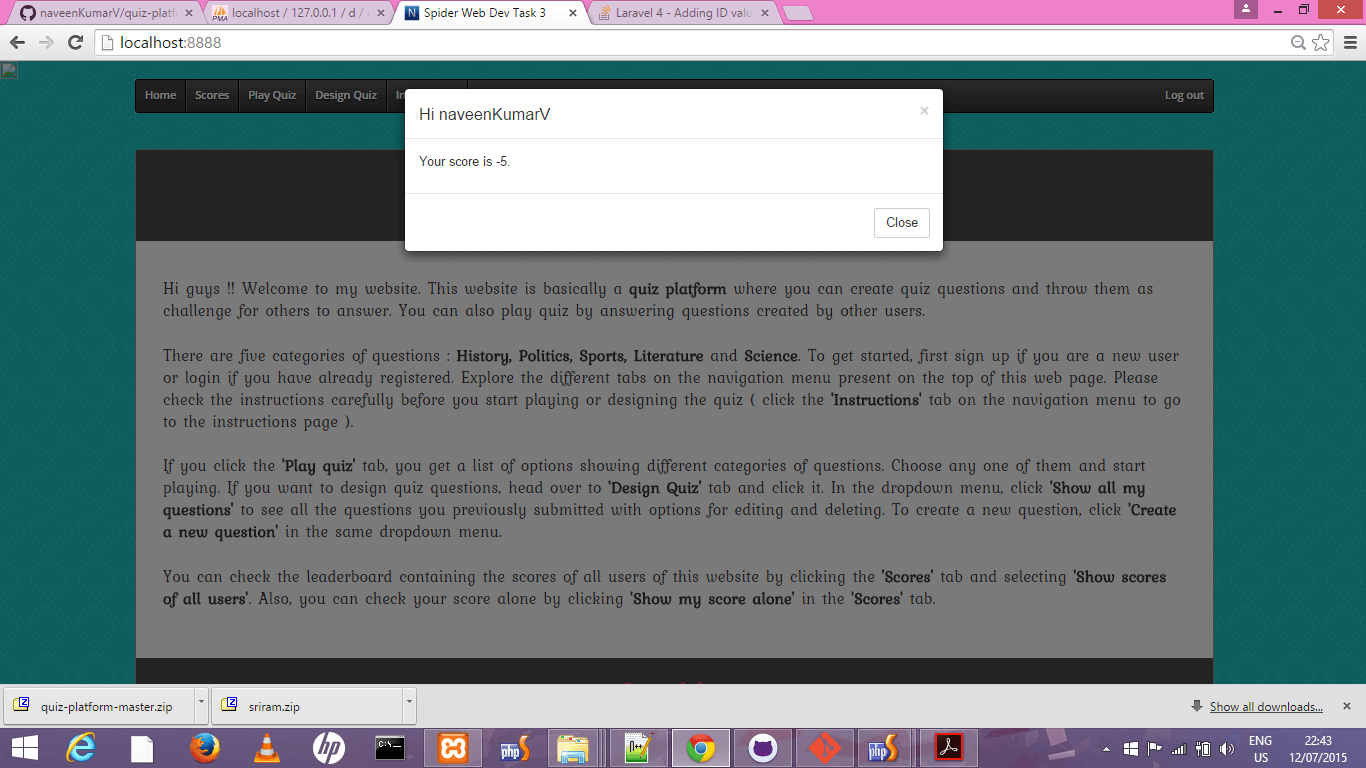 naveenKumarV/quiz-platf
localhost / 127.0.0.1 / d /
Spider Web Dev Task 3
Laravel 4 - Adding ID valu
localhost:8888
Home Scores Play Quiz Design Quiz Log out
Hi naveenKumarV ×
Your score is -5.
Close
Hi guys !! Welcome to my website. This website is basically a quiz platform where you can create quiz questions and throw them as
challenge for others to answer. You can also play quiz by answering questions created by other users.
There are five categories of questions : History, Politics, Sports, Literature and Science. To get started, first sign up if you are a new user
or login if you have already registered. Explore the different tabs on the navigation menu present on the top of this web page. Please
check the instructions carefully before you start playing or designing the quiz ( click the 'Instructions' tab on the navigation menu to go
to the instructions page ).
If you click the 'Play quiz' tab, you get a list of options showing different categories of questions. Choose any one of them and start
playing. If you want to design quiz questions, head over to 'Design Quiz' tab and click it. In the dropdown menu, click 'Show all my
questions' to see all the questions you previously submitted with options for editing and deleting. To create a new question, click 'Create
a new question' in the same dropdown menu.
You can check the leaderboard containing the scores of all users of this website by clicking the 'Scores' tab and selecting 'Show scores
of all users'. Also, you can check your score alone by clicking 'Show my score alone' in the 'Scores' tab.
quiz-platform-master.zip
sriram.zip
Show all downloads...
ENG
US
22:43
12/07/2015